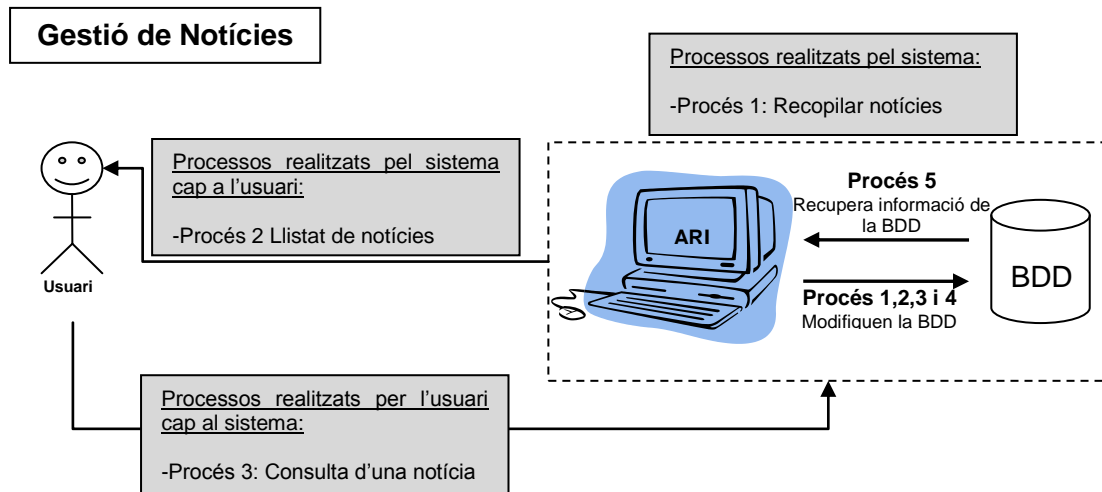 Gestió de Notícies
Processos realitzats pel sistema:
-Procés 1: Recopilar notícies
Processos realitzats pel sistema
cap a l'usuari:
-Procés 2 Llistat de notícies
Usuari
ARI
Procés 5
Recupera informació de
la BDD
BDD
Procés 1,2,3 i 4
Modifiquen la BDD
Processos realitzats per l'usuari
cap al sistema:
-Procés 3: Consulta d'una notícia